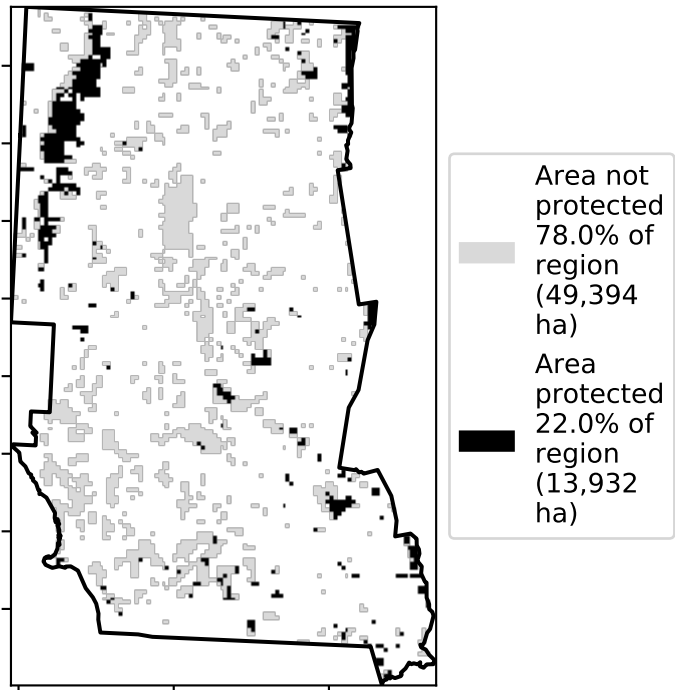 Area not
protected
78.0% of
region
(49,394
ha)
Area
protected
22.0% of
region
(13,932
ha)